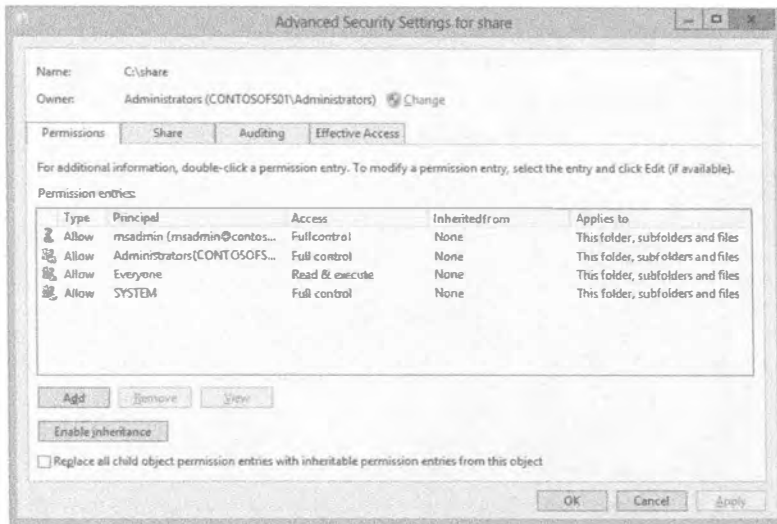 Advanced Security Settings for share
Name: C:\share
Owner: Administrators (CONTOSOFS01\Administrators) Change
Permissions Share Auditing Effective Access
For additional information, double-click a permission entry. To modify a permission entry, select the entry and click Edit (if available).
Permission entries:
Type Principal Access Inherited from Applies to
Allow msadmin (msadmin@contos... Full control None This folder, subfolders and files
Allow Administrators (CONTOSOFS... Full control None This folder, subfolders and files
Allow Everyone Read & execute None This folder, subfolders and files
Allow SYSTEM Full control None This folder, subfolders and files
Add Remove View
Enable inheritance
Replace all child object permission entries with inheritable permission entries from this object
OK Cancel Apply